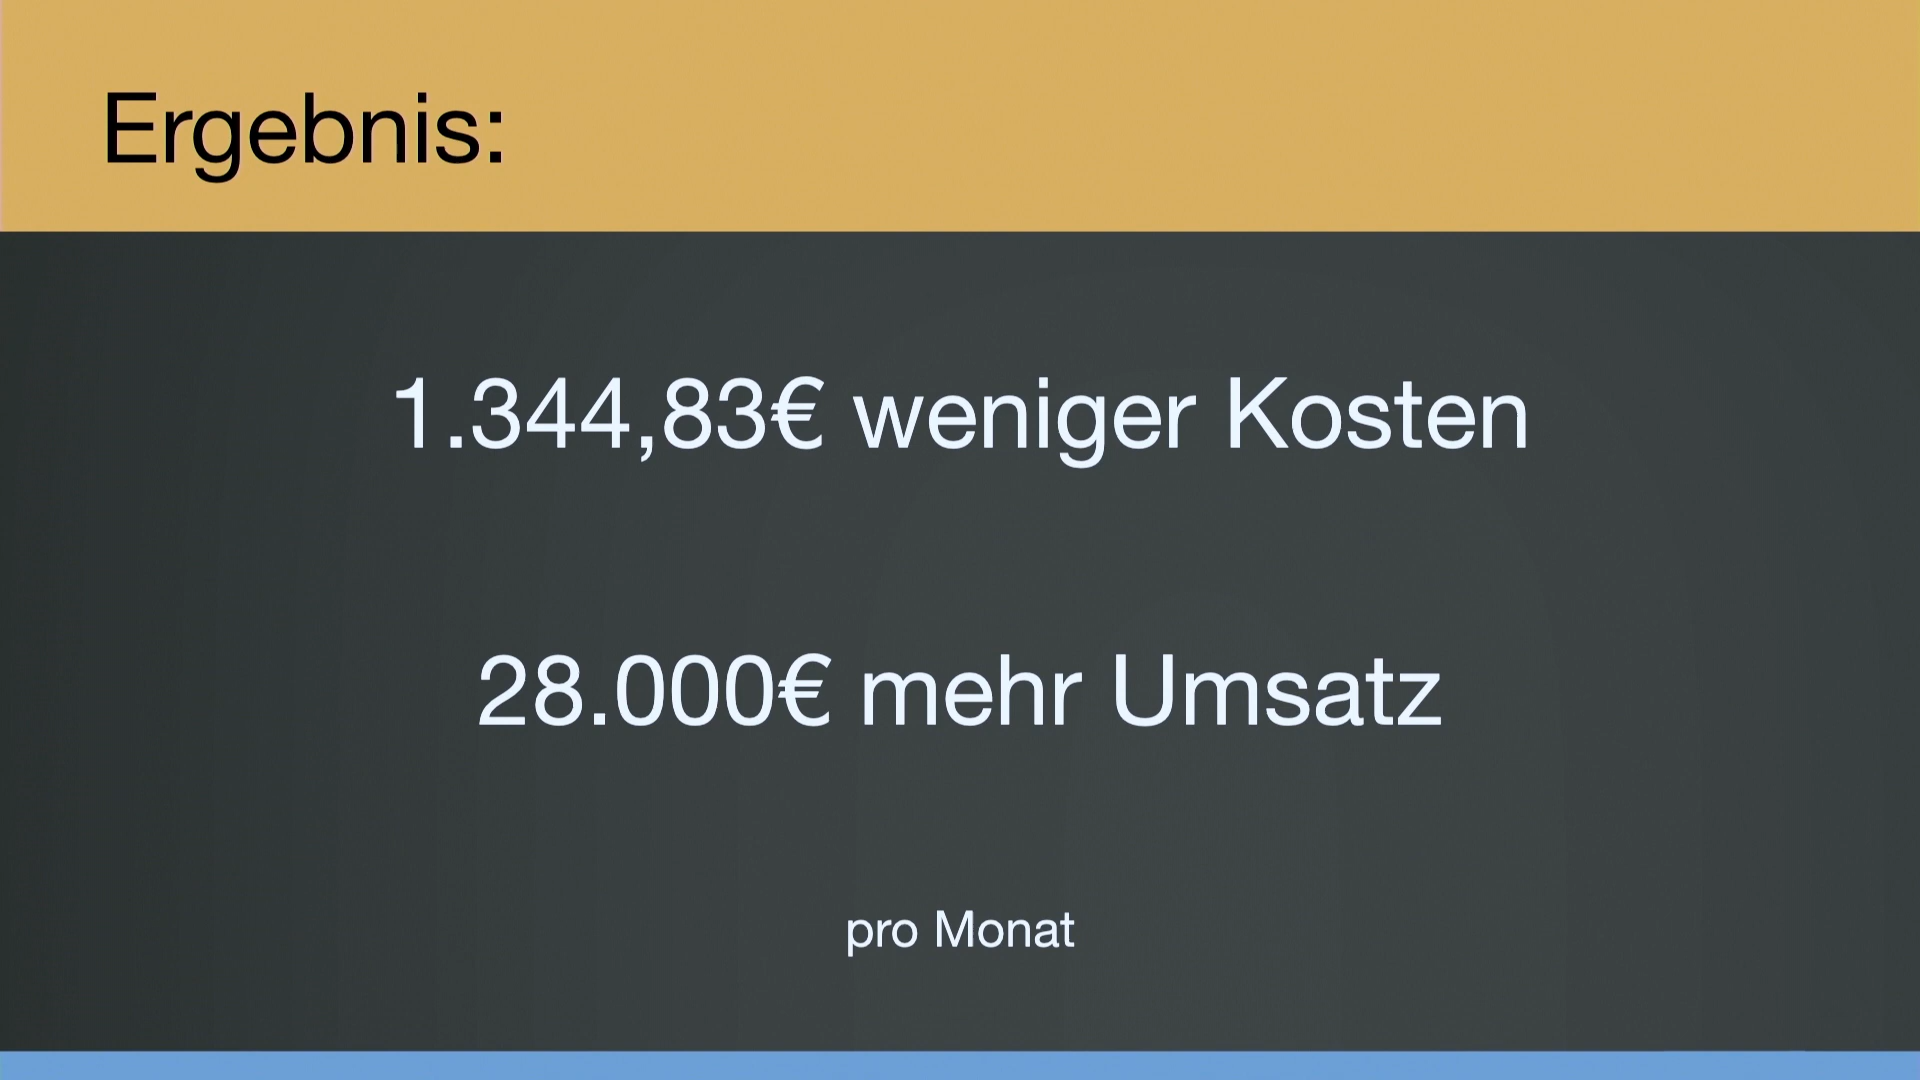 Ergebnis:
1.344,83€ weniger Kosten
28.000€ mehr Umsatz
pro Monat